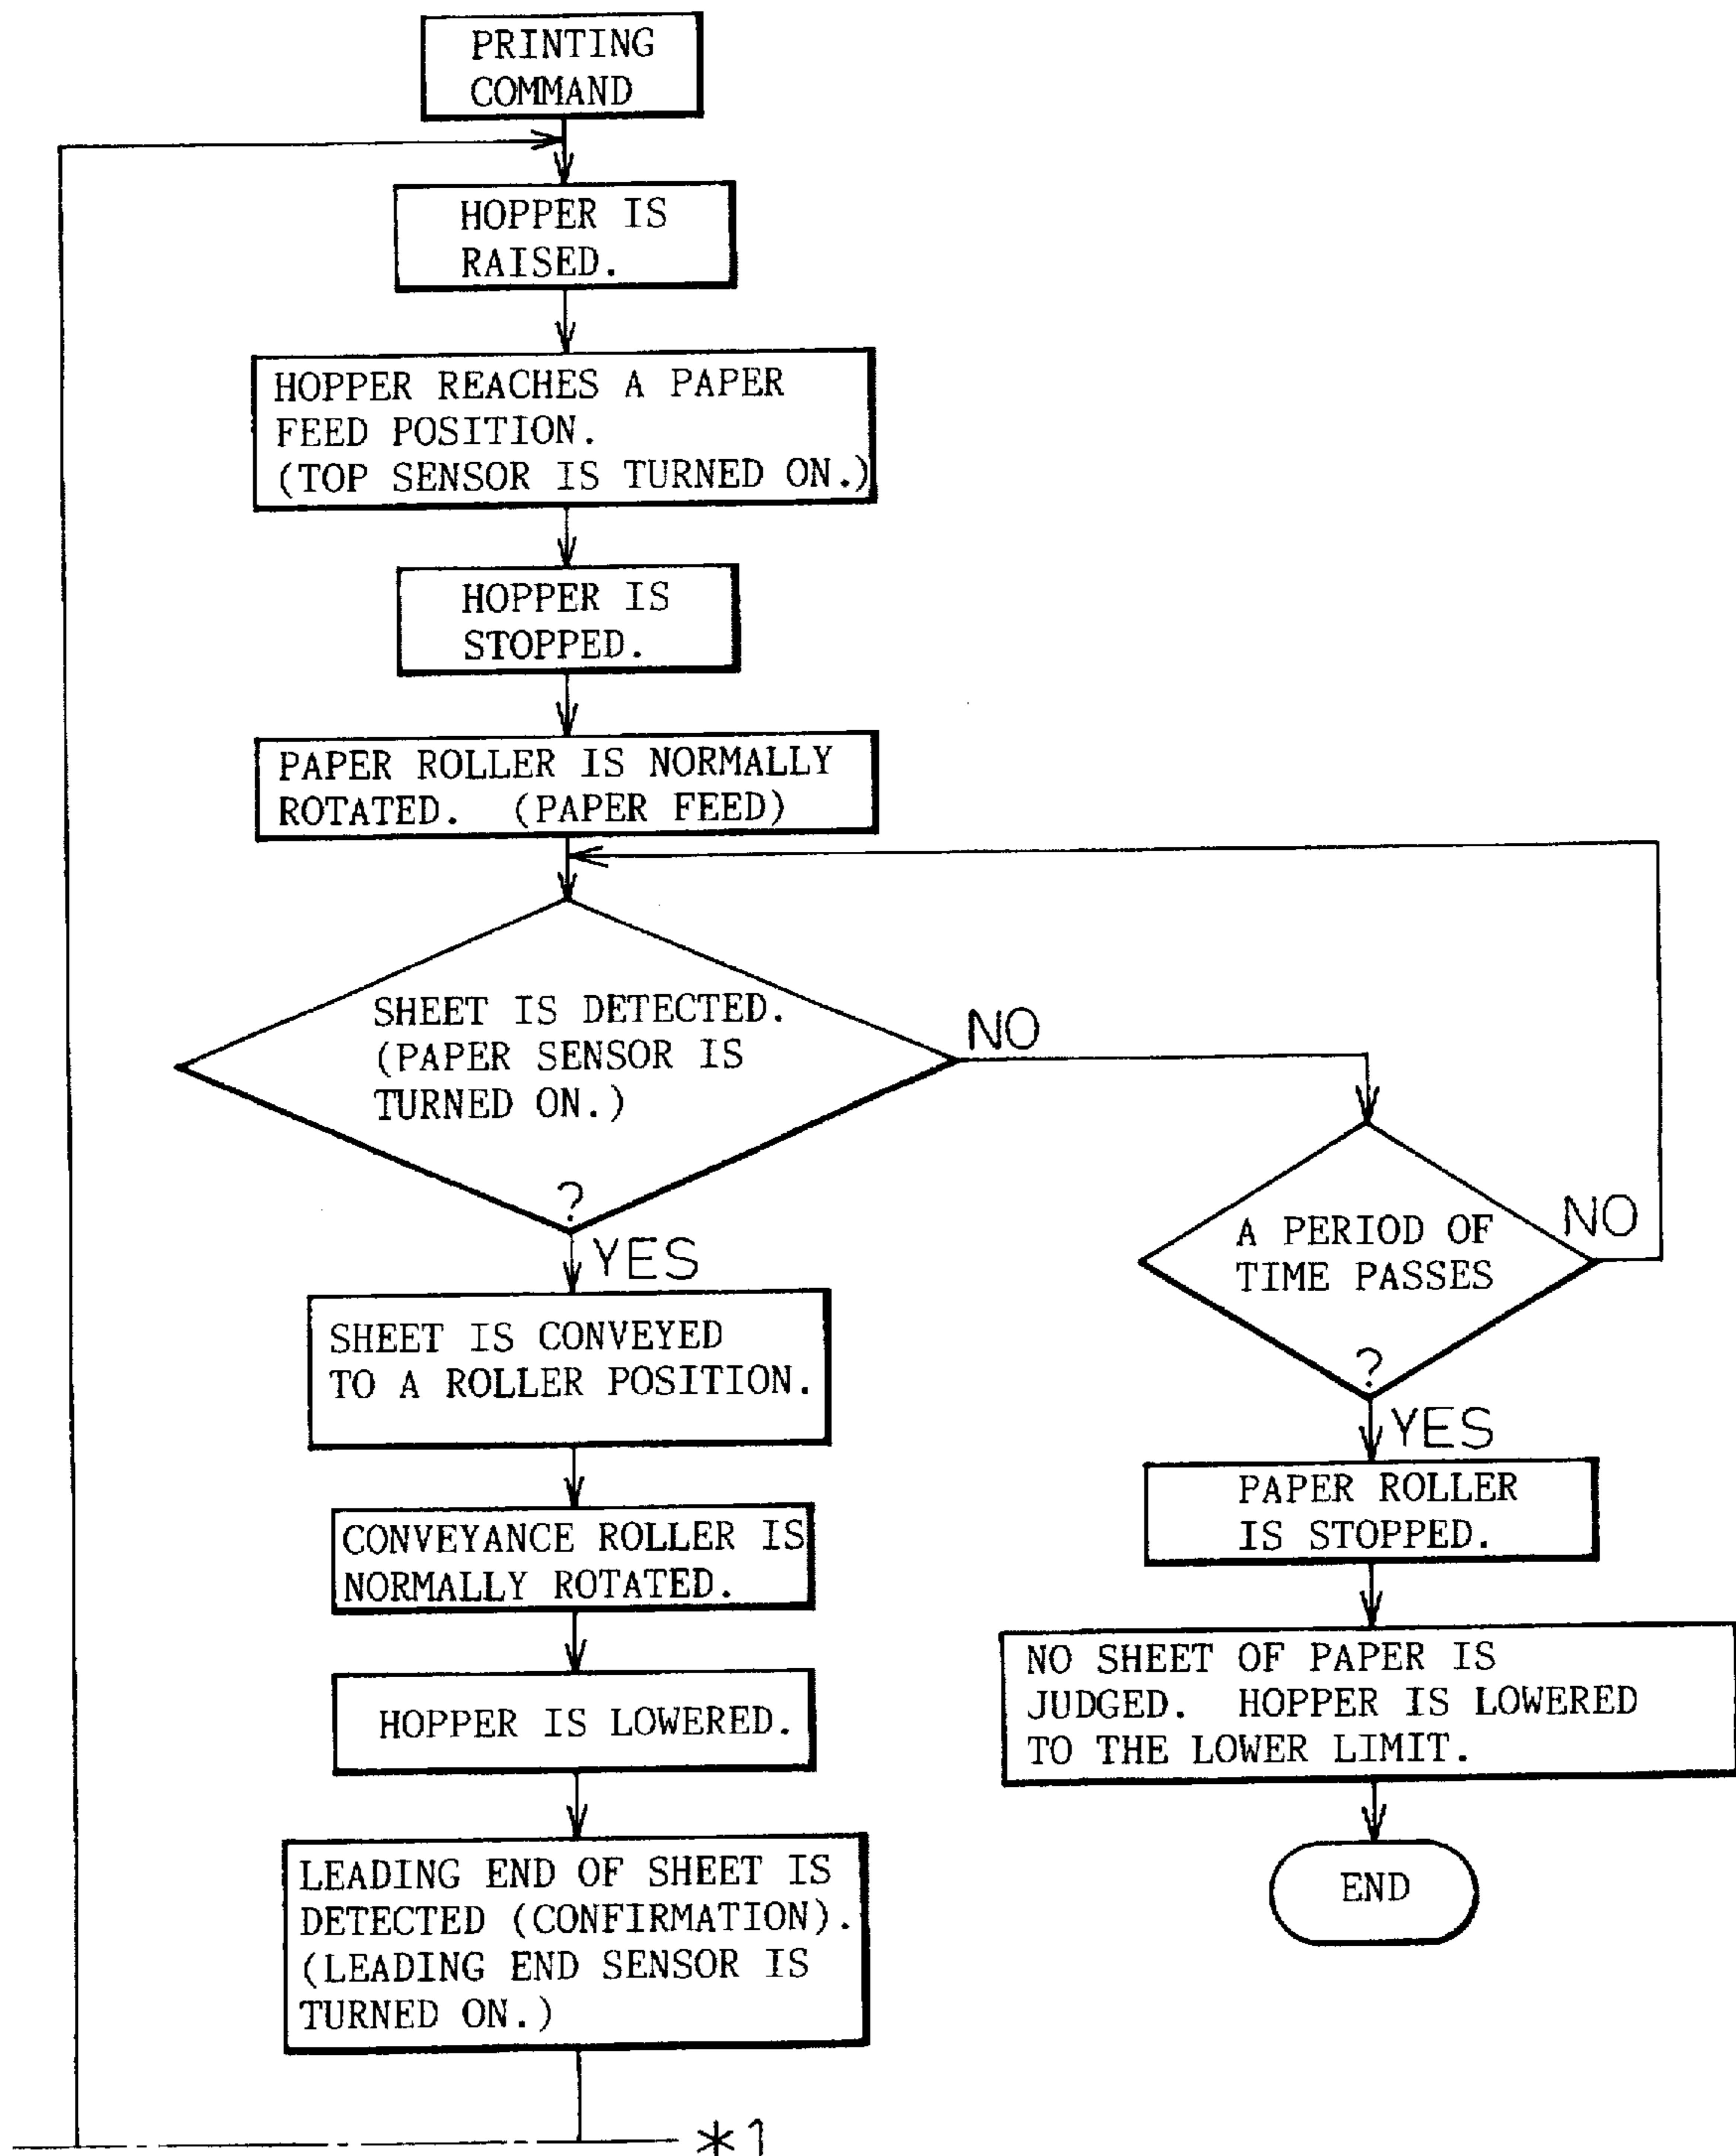 PRINTING
COMMAND
HOPPER IS
RAISED.
HOPPER REACHES A PAPER
FEED POSITION.
(TOP SENSOR IS TURNED ON.)
HOPPER IS
STOPPED.
PAPER ROLLER IS NORMALLY
ROTATED. (PAPER FEED)
SHEET IS DETECTED.
(PAPER SENSOR IS
TURNED ON.)
?
NO
YES
A PERIOD OF
TIME PASSES
?
NO
YES
SHEET IS CONVEYED
TO A ROLLER POSITION.
CONVEYANCE ROLLER IS
NORMALLY ROTATED.
HOPPER IS LOWERED.
LEADING END OF SHEET IS
DETECTED (CONFIRMATION).
(LEADING END SENSOR IS
TURNED ON.)
PAPER ROLLER
IS STOPPED.
NO SHEET OF PAPER IS
JUDGED. HOPPER IS LOWERED
TO THE LOWER LIMIT.
END
*1